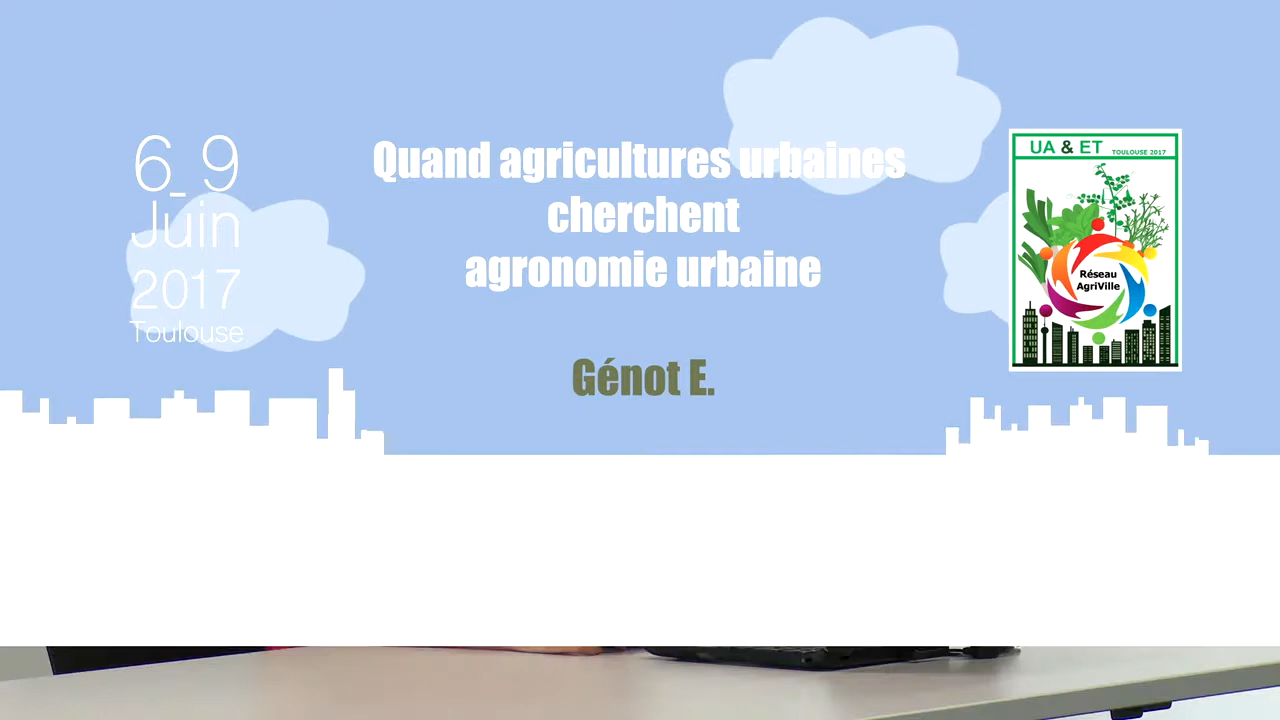 6_9
Juin
2017
Toulouse
Quand agricultures urbaines
cherchent
agronomie urbaine
Génot E.
UA & ET TOULOUSE 2017
Réseau
AgriVille